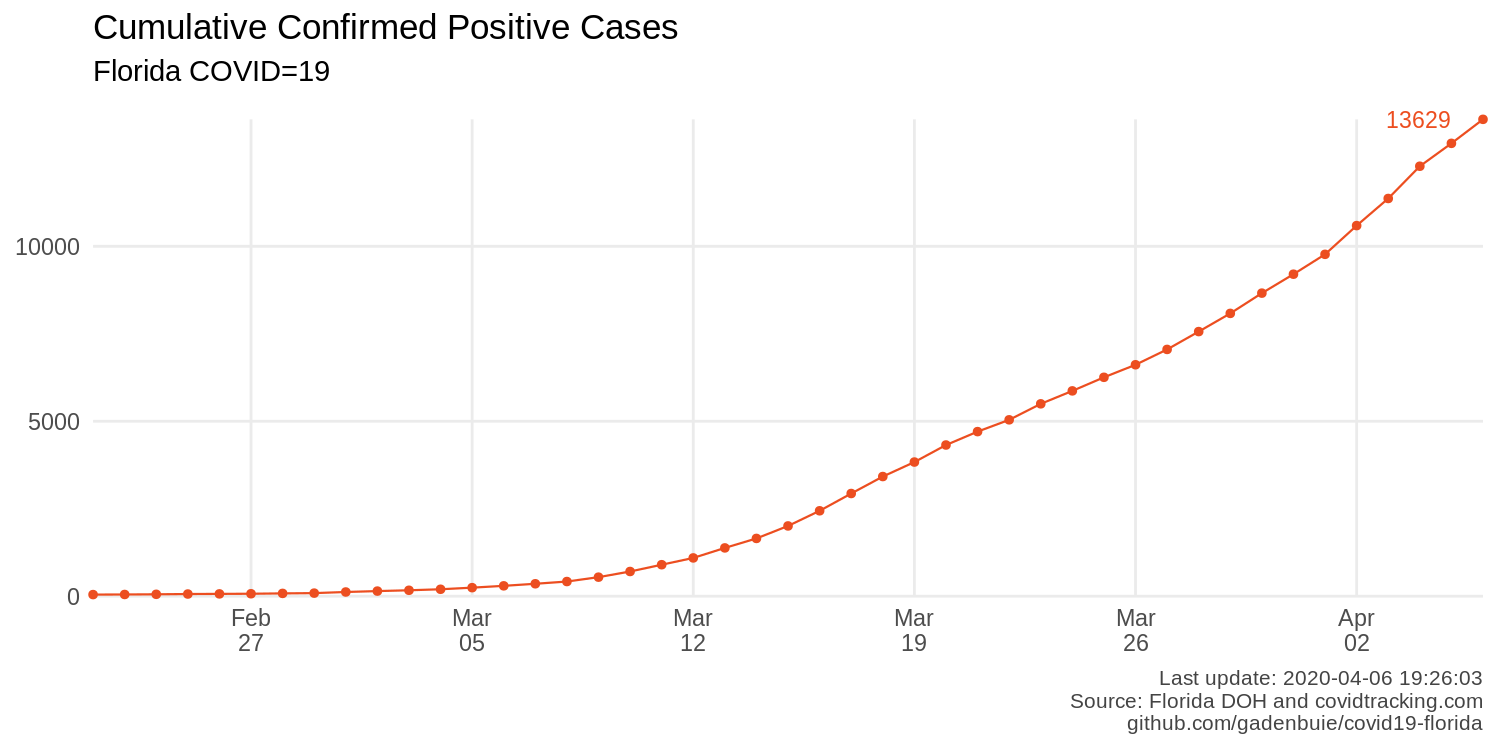 Cumulative Confirmed Positive Cases
Florida COVID=19
13629
10000
5000
0
Feb
27
Mar
05
Mar
12
Mar
19
Mar
26
Apr
02
Last update: 2020-04-06 19:26:03
Source: Florida DOH and covidtracking.com
github.com/gadenbuie/covid19-florida